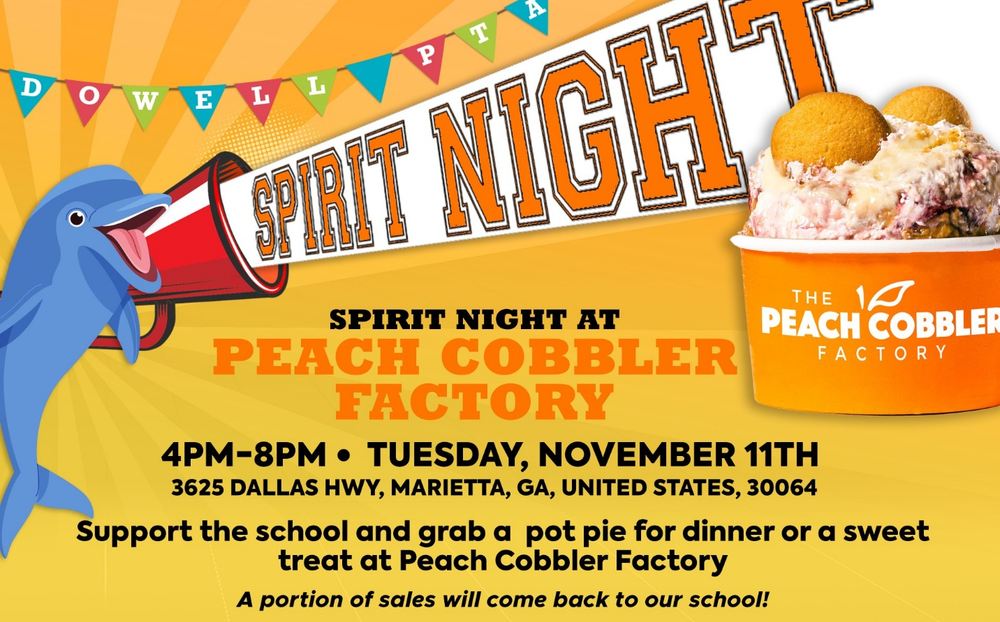 DOWELL PTA
SPIRIT NIGHT
THE
PEACH COBBLER
FACTORY
SPIRIT NIGHT AT
PEACH COBBLER
FACTORY
4PM-8PM • TUESDAY, NOVEMBER 11TH
3625 DALLAS HWY, MARIETTA, GA, UNITED STATES, 30064
Support the school and grab a  pot pie for dinner or a sweet
treat at Peach Cobbler Factory
A portion of sales will come back to our school!